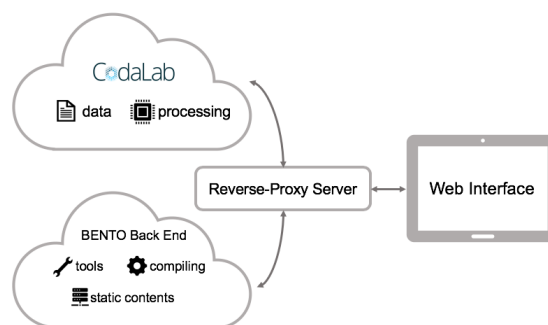 CodaLab
data processing
Reverse-Proxy Server
Web Interface
BENTO Back End
tools compiling
static contents